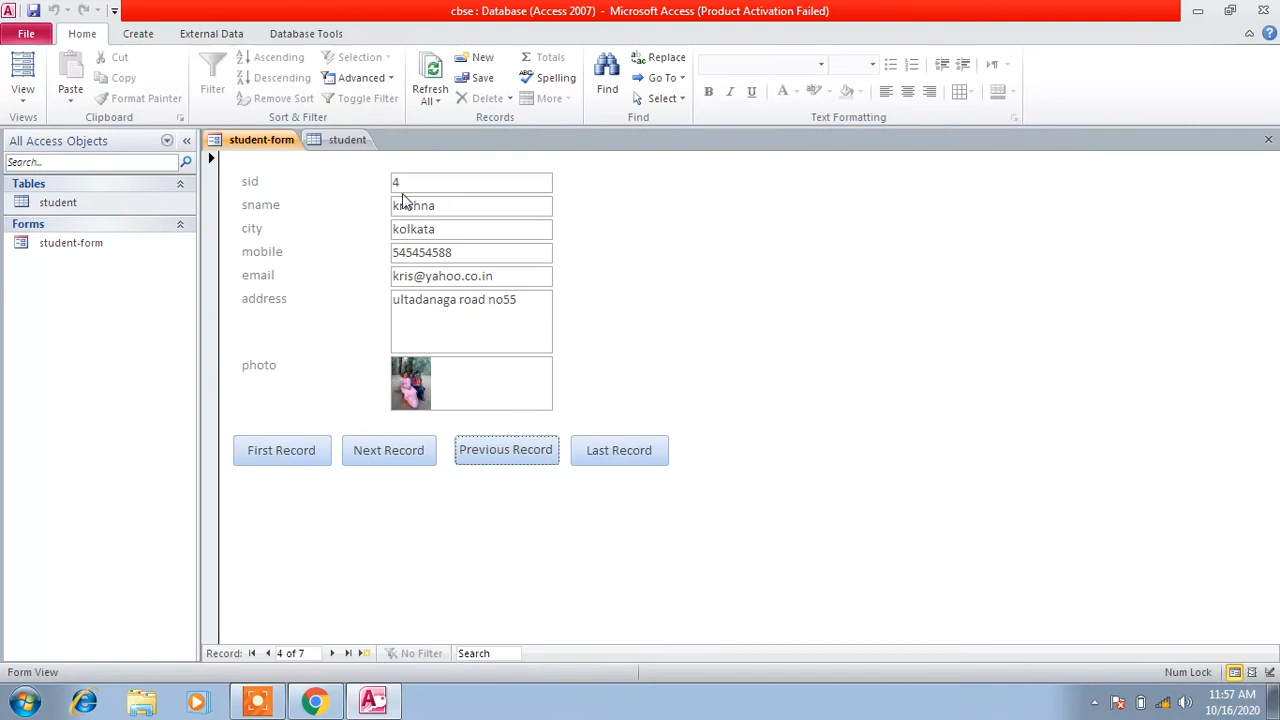 cbse : Database (Access 2007) - Microsoft Access (Product Activation Failed)
File Home Create External Data Database Tools
View
Views
Paste
Cut
Copy
Format Painter
Clipboard
Filter
Ascending
Descending
Remove Sort
Selection
Advanced
Toggle Filter
Sort & Filter
Refresh
All
New
Save
Delete
Totals
Spelling
More
Records
Find
Replace
Go To
Select
Find
B I U A
Text Formatting
All Access Objects
Search...
Tables
student
Forms
student-form
student-form student
sid 4
sname krishna
city kolkata
mobile 545454588
email kris@yahoo.co.in
address ultadanaga road no55
photo
First Record Next Record Previous Record Last Record
Record: 4 of 7 No Filter Search
Form View Num Lock
11:57 AM
10/16/2020